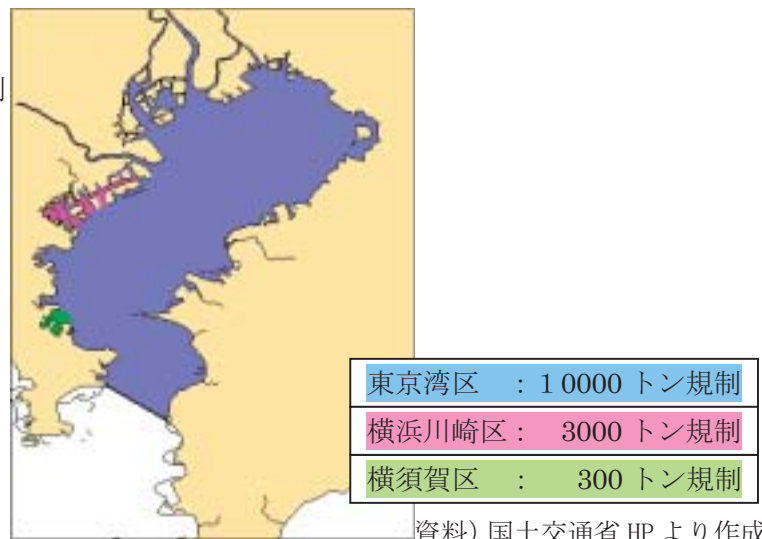 東京湾区 : 10000 トン規制
横浜川崎区 : 3000 トン規制
横須賀区 : 300 トン規制
資料) 国土交通省 HP より作成